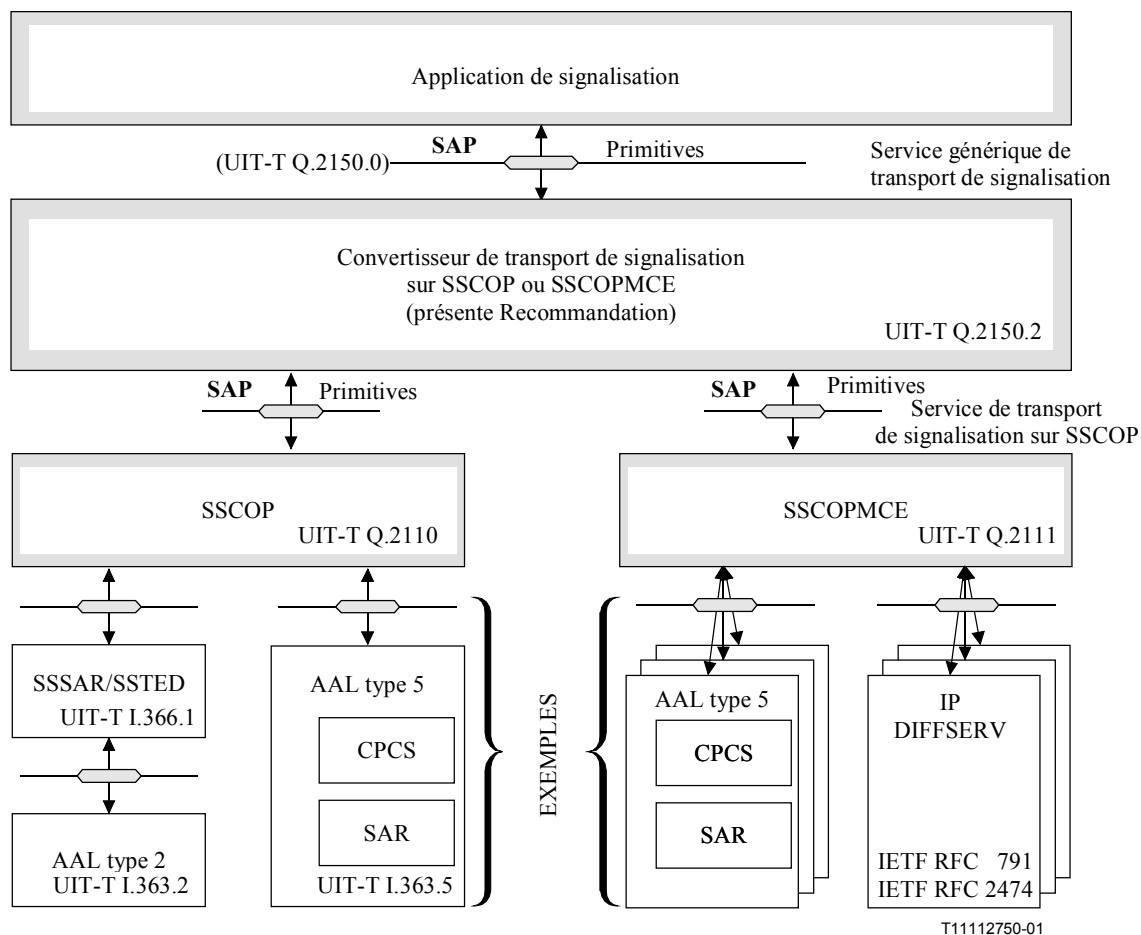 Application de signalisation
SAP
(UIT-T Q.2150.0)
Primitives
Service générique de
transport de signalisation
Convertisseur de transport de signalisation
sur SSCOP ou SSCOPMCE
(présente Recommandation)
UIT-T Q.2150.2
SAP
Primitives
SAP
Primitives
Service de transport
de signalisation sur SSCOP
SSCOP
UIT-T Q.2110
SSCOPMCE
UIT-T Q.2111
SSSAR/SSTED
UIT-T I.366.1
AAL type 2
UIT-T I.363.2
AAL type 5
CPCS
SAR
UIT-T I.363.5
EXEMPLES
AAL type 5
CPCS
SAR
IP
DIFFSERV
IETF RFC 791
IETF RFC 2474
T11112750-01